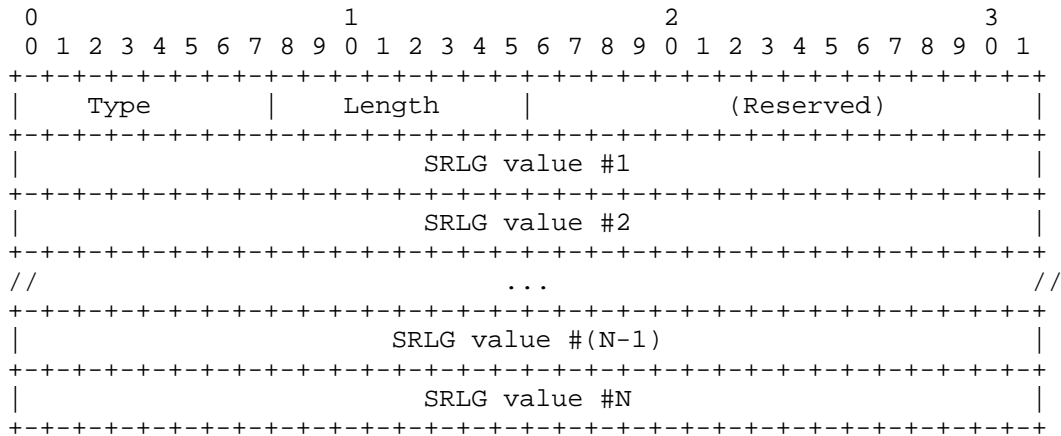 0                   1                   2                   3
0 1 2 3 4 5 6 7 8 9 0 1 2 3 4 5 6 7 8 9 0 1 2 3 4 5 6 7 8 9 0 1
+-+-+-+-+-+-+-+-+-+-+-+-+-+-+-+-+-+-+-+-+-+-+-+-+-+-+-+-+-+-+-+-+
|    Type       |    Length     |          (Reserved)           |
+-+-+-+-+-+-+-+-+-+-+-+-+-+-+-+-+-+-+-+-+-+-+-+-+-+-+-+-+-+-+-+-+
|                         SRLG value #1                         |
+-+-+-+-+-+-+-+-+-+-+-+-+-+-+-+-+-+-+-+-+-+-+-+-+-+-+-+-+-+-+-+-+
|                         SRLG value #2                         |
+-+-+-+-+-+-+-+-+-+-+-+-+-+-+-+-+-+-+-+-+-+-+-+-+-+-+-+-+-+-+-+-+
//                              ...                              //
+-+-+-+-+-+-+-+-+-+-+-+-+-+-+-+-+-+-+-+-+-+-+-+-+-+-+-+-+-+-+-+-+
|                       SRLG value #(N-1)                       |
+-+-+-+-+-+-+-+-+-+-+-+-+-+-+-+-+-+-+-+-+-+-+-+-+-+-+-+-+-+-+-+-+
|                         SRLG value #N                         |
+-+-+-+-+-+-+-+-+-+-+-+-+-+-+-+-+-+-+-+-+-+-+-+-+-+-+-+-+-+-+-+-+